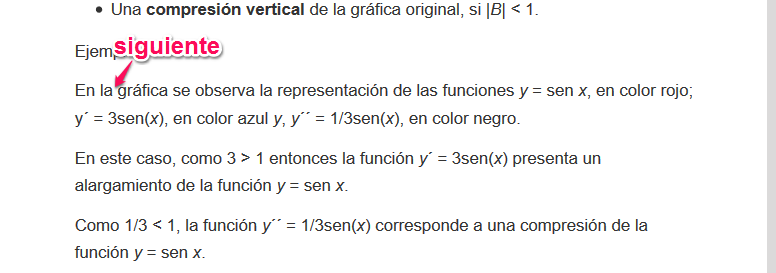 • Una compresión vertical de la gráfica original, si |B| < 1.
siguiente
En la gráfica se observa la representación de las funciones y = sen x, en color rojo;
y´ = 3sen(x), en color azul y, y´´ = 1/3sen(x), en color negro.
En este caso, como 3 > 1 entonces la función y´ = 3sen(x) presenta un
alargamiento de la función y = sen x.
Como 1/3 < 1, la función y´´ = 1/3sen(x) corresponde a una compresión de la
función y = sen x.